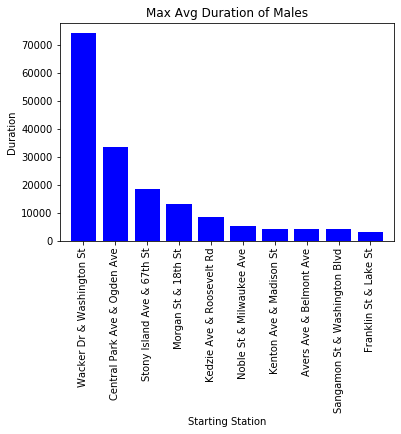 Max Avg Duration of Males
Duration
70000
60000
50000
40000
30000
20000
10000
0
Wacker Dr & Washington St
Central Park Ave & Ogden Ave
Stony Island Ave & 67th St
Morgan St & 18th St
Kedzie Ave & Roosevelt Rd
Noble St & Milwaukee Ave
Kenton Ave & Madison St
Avers Ave & Belmont Ave
Sangamon St & Washington Blvd
Franklin St & Lake St
Starting Station